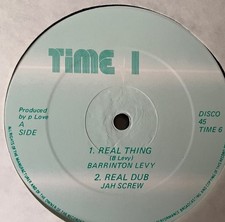 TIME 1
Produced
by p Love
A
SIDE
DISCO
45
TIME 6
1. REAL THING
(B Levy)
BARRINTON LEVY
2. REAL DUB
JAH SCREW